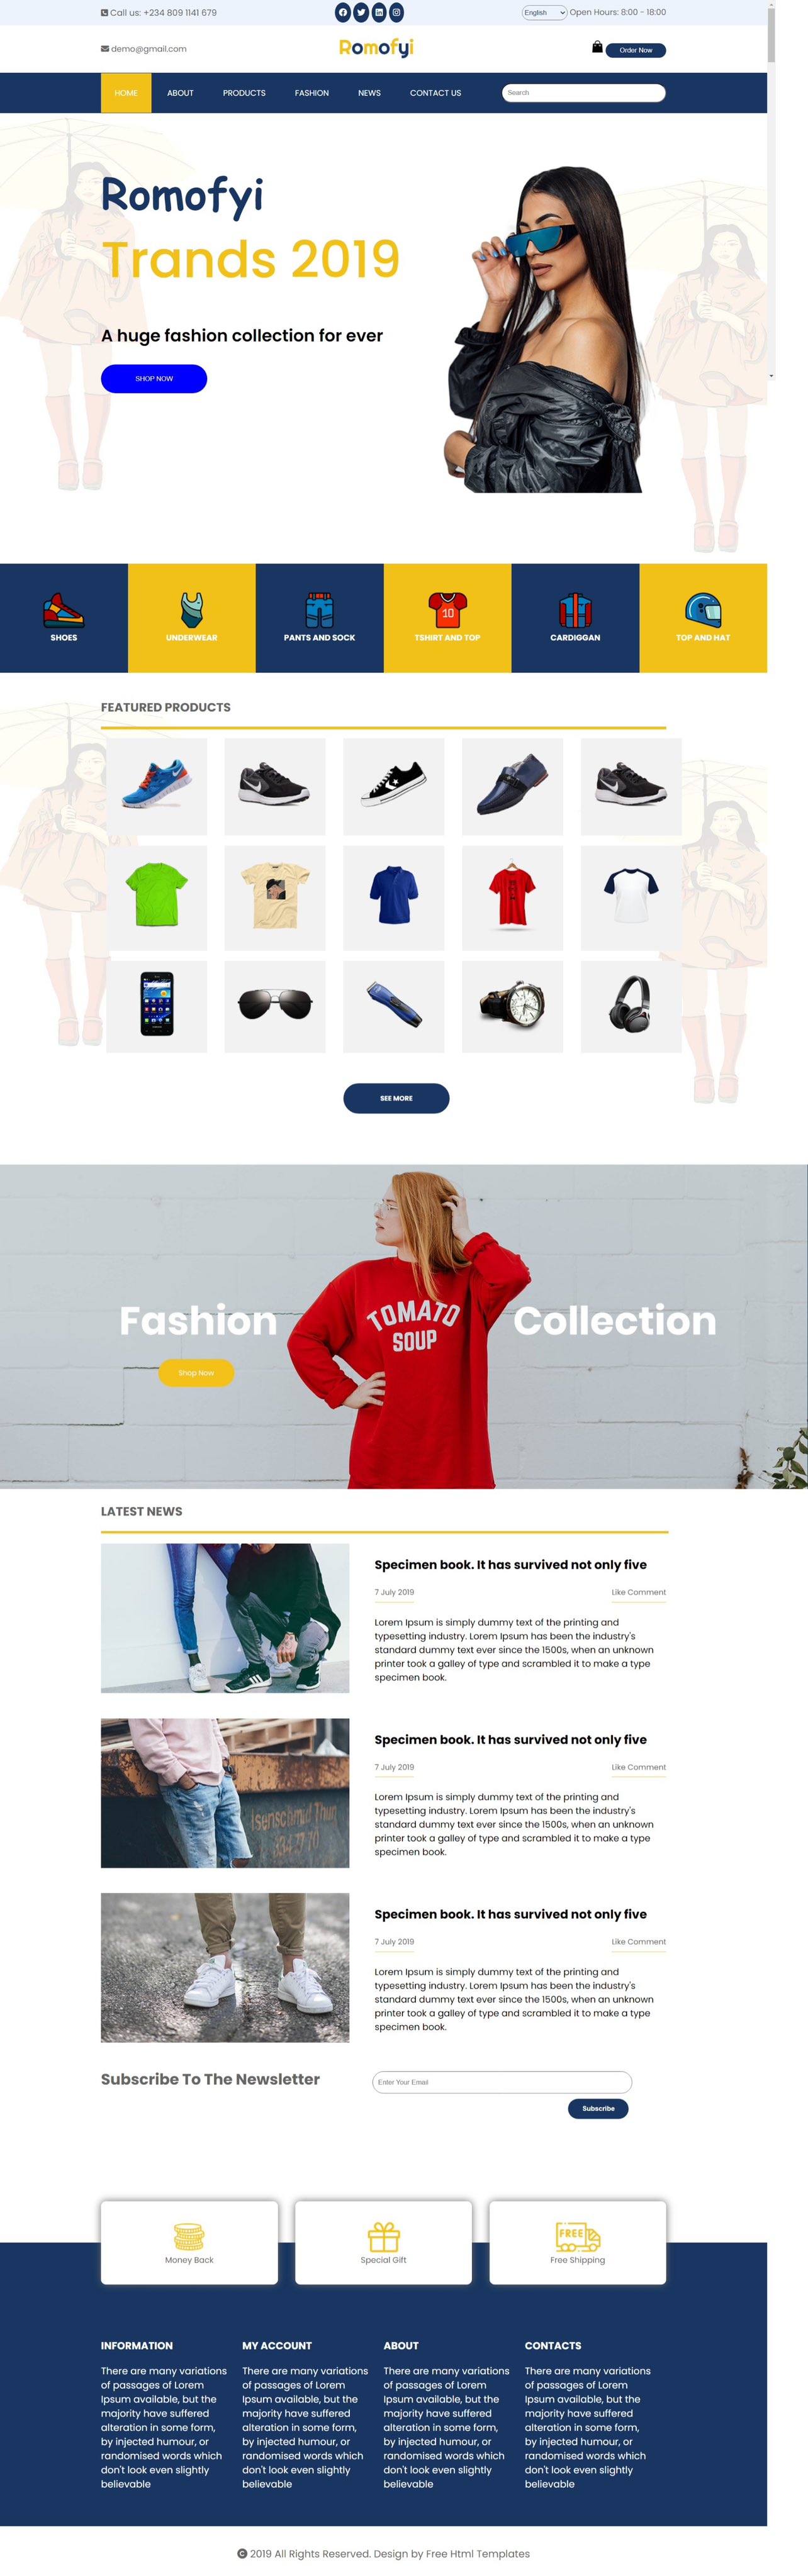 Call us: +234 809 1141 679
English
Open Hours: 8:00 - 18:00
demo@gmail.com
Romofyi
Order Now
HOME
ABOUT
PRODUCTS
FASHION
NEWS
CONTACT US
Search
Romofyi
Trands 2019
A huge fashion collection for ever
SHOP NOW
10
SHOES
UNDERWEAR
PANTS AND SOCK
TSHIRT AND TOP
CARDIGGAN
TOP AND HAT
FEATURED PRODUCTS
SEE MORE
TOMATO
SOUP
Fashion
Collection
Shop Now
LATEST NEWS
Specimen book. It has survived not only five
7 July 2019
Like Comment
Lorem Ipsum is simply dummy text of the printing and
typesetting industry. Lorem Ipsum has been the industry's
standard dummy text ever since the 1500s, when an unknown
printer took a galley of type and scrambled it to make a type
specimen book.
Specimen book. It has survived not only five
7 July 2019
Like Comment
Lorem Ipsum is simply dummy text of the printing and
typesetting industry. Lorem Ipsum has been the industry's
standard dummy text ever since the 1500s, when an unknown
printer took a galley of type and scrambled it to make a type
specimen book.
Specimen book. It has survived not only five
7 July 2019
Like Comment
Lorem Ipsum is simply dummy text of the printing and
typesetting industry. Lorem Ipsum has been the industry's
standard dummy text ever since the 1500s, when an unknown
printer took a galley of type and scrambled it to make a type
specimen book.
Subscribe To The Newsletter
Enter Your Email
Subscribe
FREE
Money Back
Special Gift
Free Shipping
INFORMATION
There are many variations
of passages of Lorem
Ipsum available, but the
majority have suffered
alteration in some form,
by injected humour, or
randomised words which
don't look even slightly
believable
MY ACCOUNT
There are many variations
of passages of Lorem
Ipsum available, but the
majority have suffered
alteration in some form,
by injected humour, or
randomised words which
don't look even slightly
believable
ABOUT
There are many variations
of passages of Lorem
Ipsum available, but the
majority have suffered
alteration in some form,
by injected humour, or
randomised words which
don't look even slightly
believable
CONTACTS
There are many variations
of passages of Lorem
Ipsum available, but the
majority have suffered
alteration in some form,
by injected humour, or
randomised words which
don't look even slightly
believable
2019 All Rights Reserved. Design by Free Html Templates